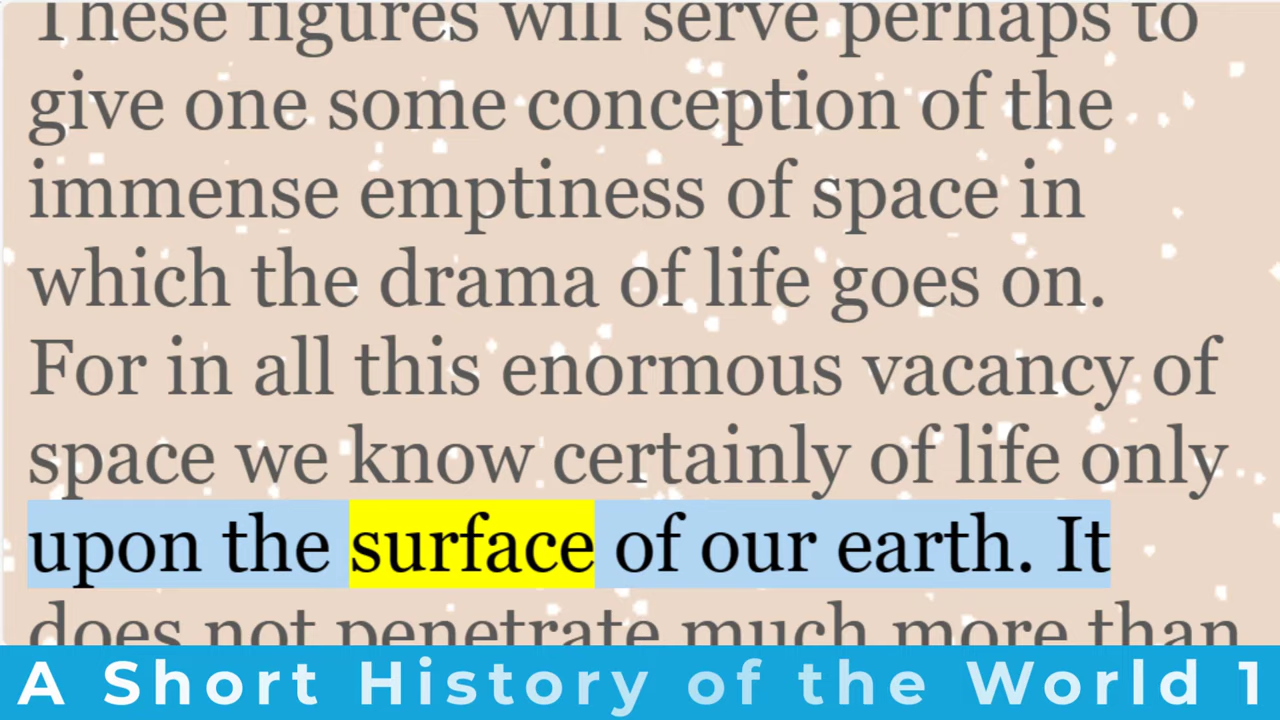 These figures will serve perhaps to
give one some conception of the
immense emptiness of space in
which the drama of life goes on.
For in all this enormous vacancy of
space we know certainly of life only
upon the surface of our earth. It
does not penetrate much more than
A Short History of the World 1